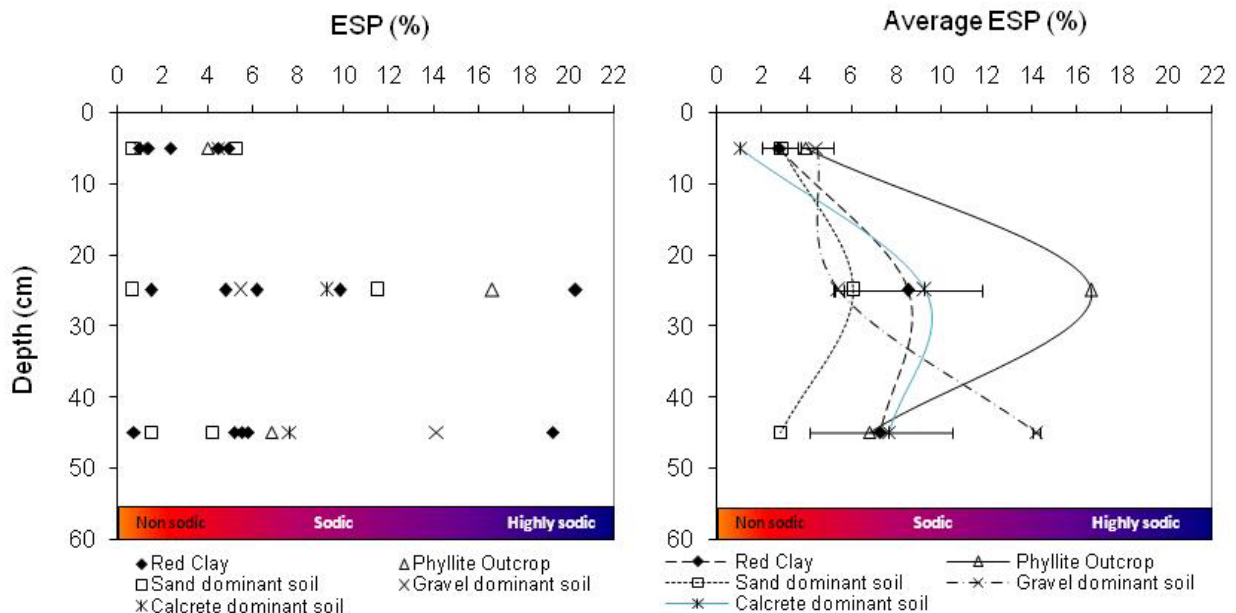 ESP (%)
0 2 4 6 8 10 12 14 16 18 20 22
0
10
20
30
40
50
60
Depth (cm)
Non sodic Sodic Highly sodic
Red Clay Phyllite Outcrop
Sand dominant soil Gravel dominant soil
Calcrete dominant soil
Average ESP (%)
0 2 4 6 8 10 12 14 16 18 20 22
0
10
20
30
40
50
60
Non sodic Sodic Highly sodic
Red Clay Phyllite Outcrop
Sand dominant soil Gravel dominant soil
Calcrete dominant soil